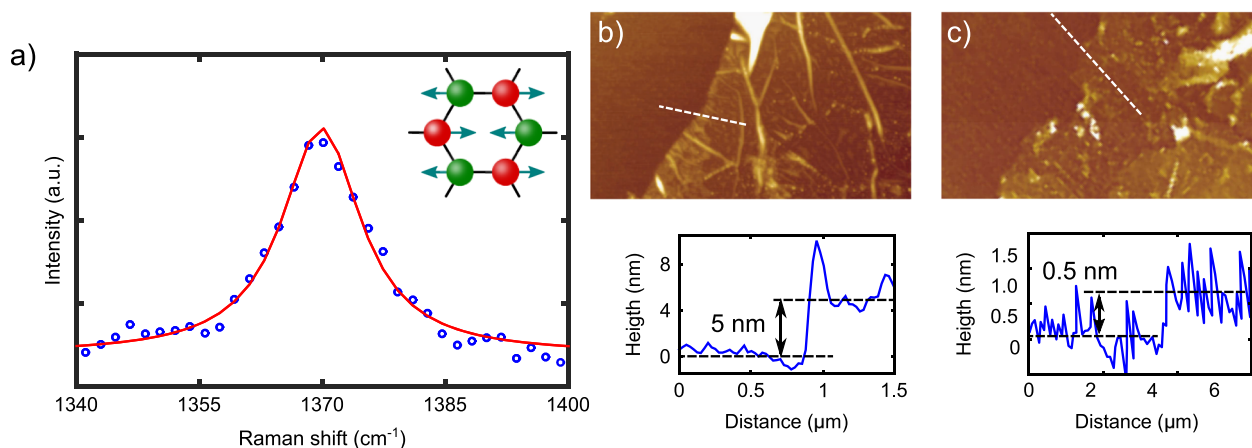 a)
Intensity (a.u.)
1340 1355 1370 1385 1400
Raman shift (cm⁻¹)
b)
Heigth (nm)
8
4
0
5 nm
0 0.5 1 1.5
Distance (µm)
c)
Heigth (nm)
1.5
1.0
0.5
0
0.5 nm
0 2 4 6
Distance (µm)